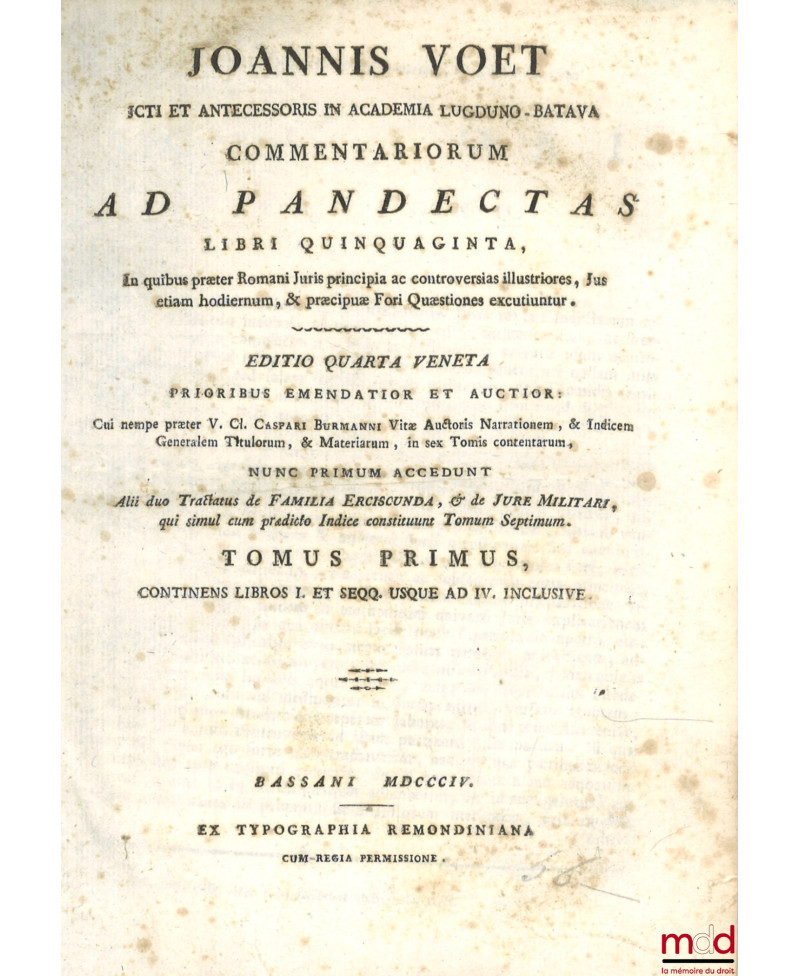 JOANNIS VOET
JCTI ET ANTECESSORIS IN ACADEMIA LUGDUNO-BATAVA
COMMENTARIORUM
AD PANDECTAS
LIBRI QUINQUAGINTA,
In quibus præter Romani Juris principia ac controversias illustriores, Jus
etiam hodiernum, & præcipuæ Fori Quæstiones excutiuntur.
EDITIO QUARTA VENETA
PRIORIBUS EMENDATIOR ET AUCTIOR:
Cui nempe præter V. Cl. CASPARI BURMANNI Vitæ Auctoris Narrationem, & Indicem
Generalem Titulorum, & Materiarum, in sex Tomis contentarum,
NUNC PRIMUM ACCEDUNT
Alii duo Tractatus de FAMILIA ERCISCUNDA, & de JURE MILITARI,
qui simul cum prædicto Indice constituunt Tomum Septimum.
TOMUS PRIMUS,
CONTINENS LIBROS I. ET SEQQ. USQUE AD IV. INCLUSIVE.
BASSANI MDCCCIV.
EX TYPOGRAPHIA REMONDINIANA
CUM REGIA PERMISSIONE.
mdd
la mémoire du droit